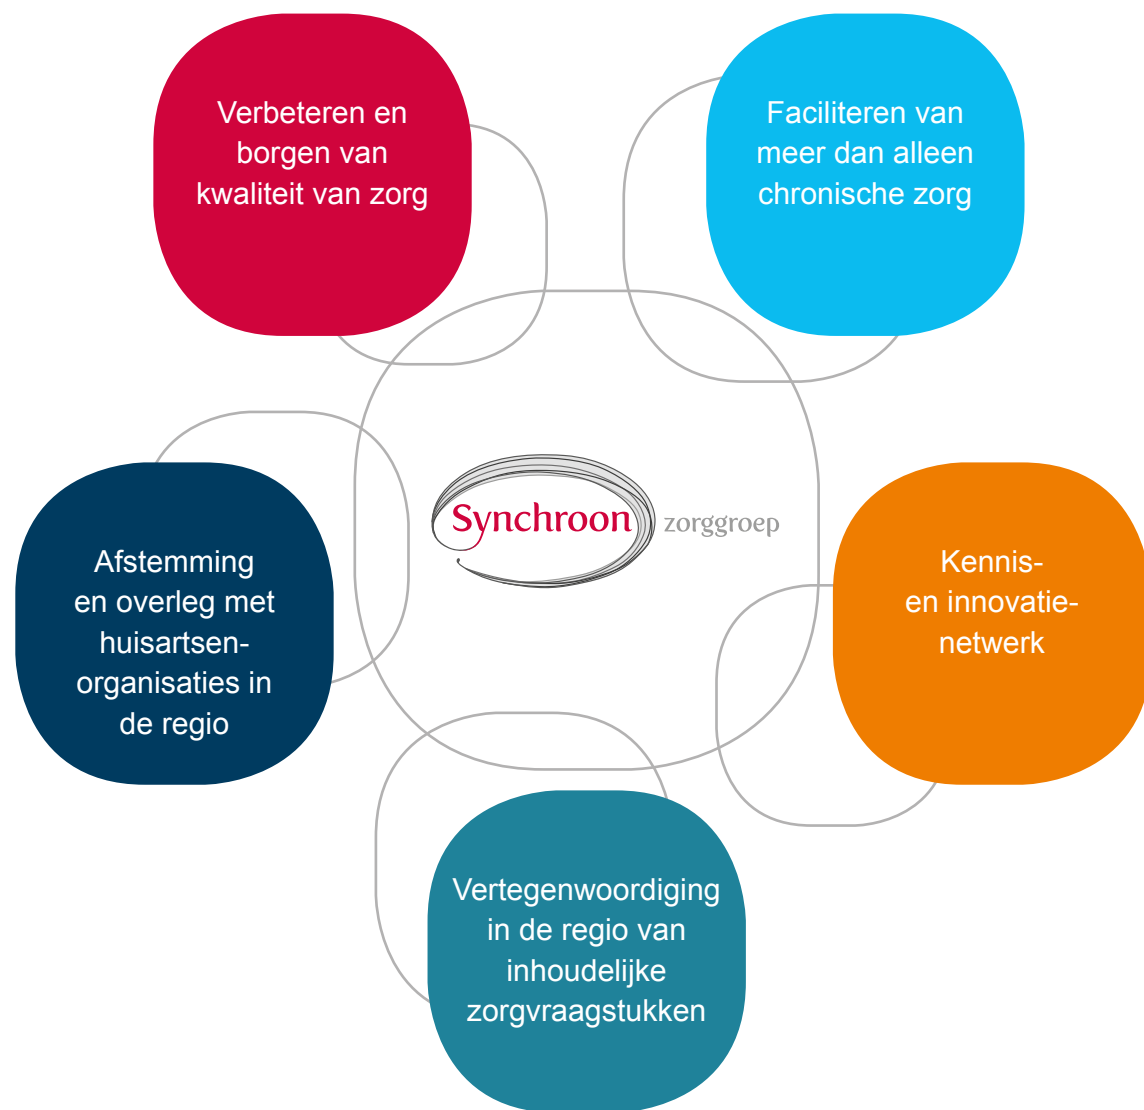 Verbeteren en
borgen van
kwaliteit van zorg
Faciliteren van
meer dan alleen
chronische zorg
Synchroon zorggroep
Afstemming
en overleg met
huisartsen-
organisaties in
de regio
Kennis-
en innovatie-
netwerk
Vertegenwoordiging
in de regio van
inhoudelijke
zorgvraagstukken